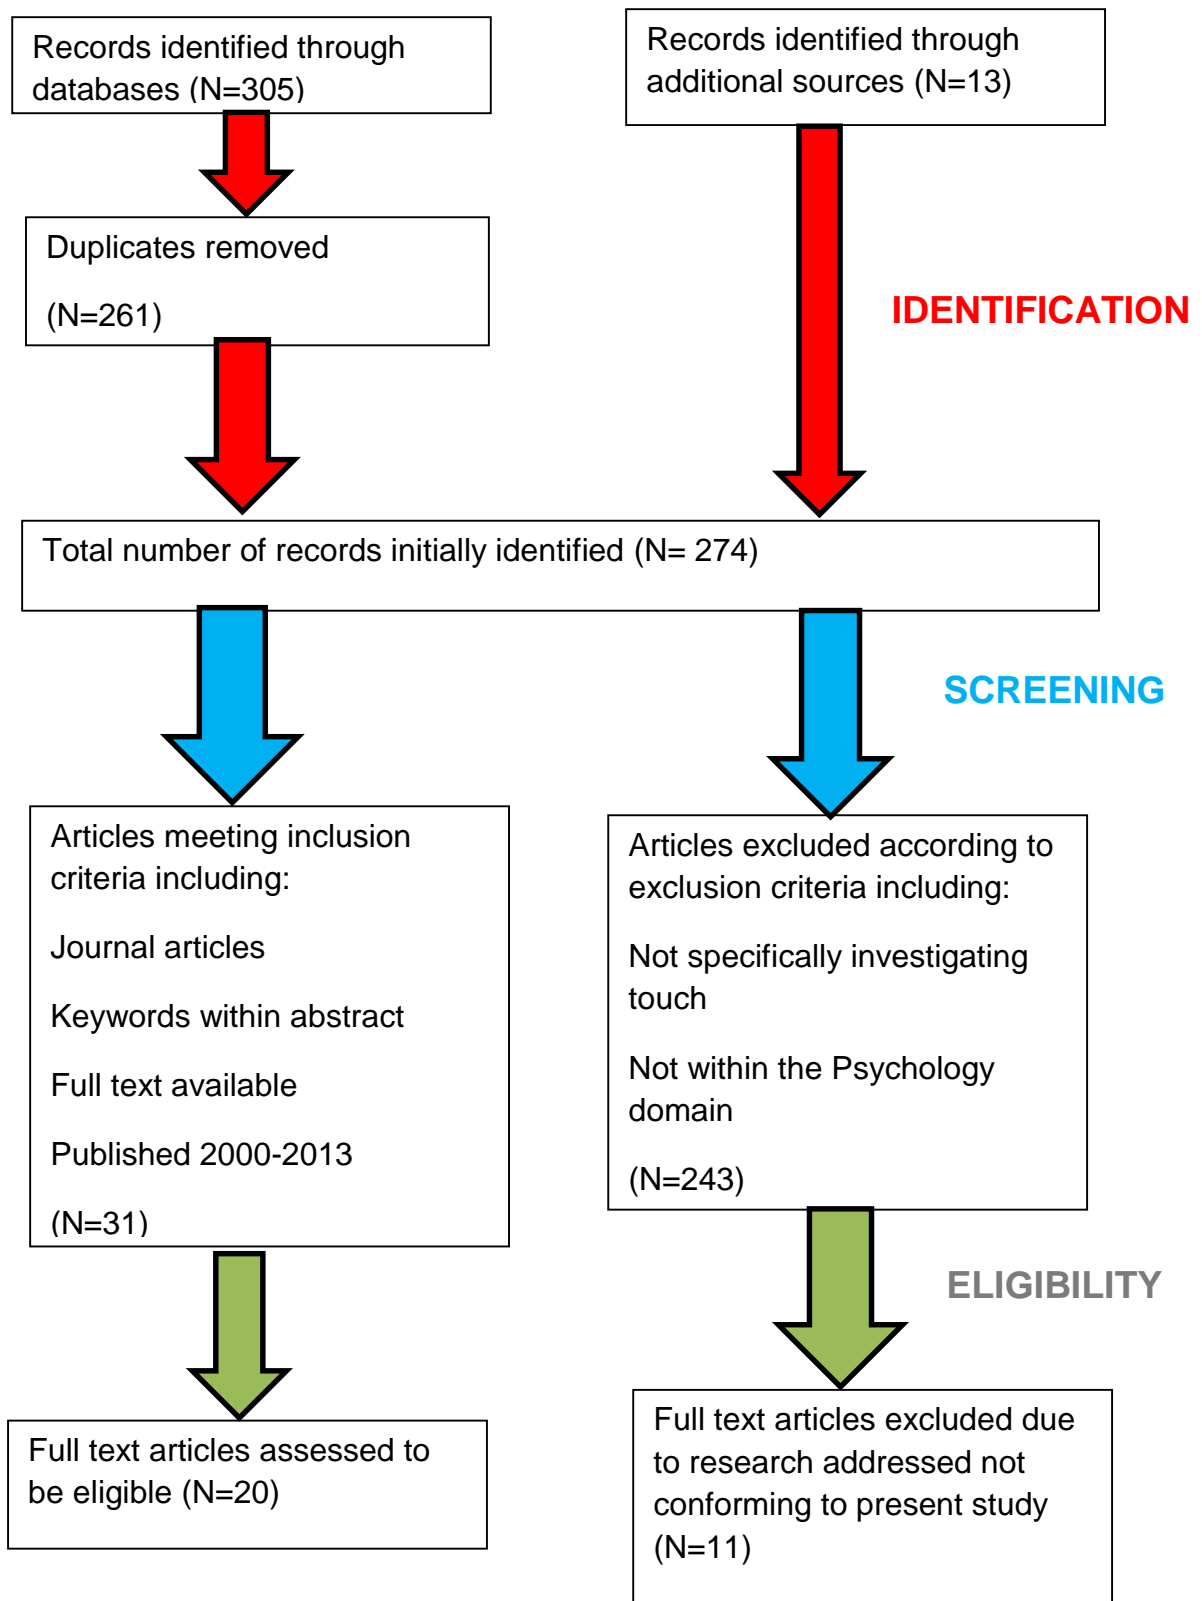 Records identified through
databases (N=305)
Records identified through
additional sources (N=13)
Duplicates removed
(N=261)
IDENTIFICATION
Total number of records initially identified (N= 274)
SCREENING
Articles meeting inclusion
criteria including:
Journal articles
Keywords within abstract
Full text available
Published 2000-2013
(N=31)
Articles excluded according to
exclusion criteria including:
Not specifically investigating
touch
Not within the Psychology
domain
(N=243)
ELIGIBILITY
Full text articles assessed to
be eligible (N=20)
Full text articles excluded due
to research addressed not
conforming to present study
(N=11)